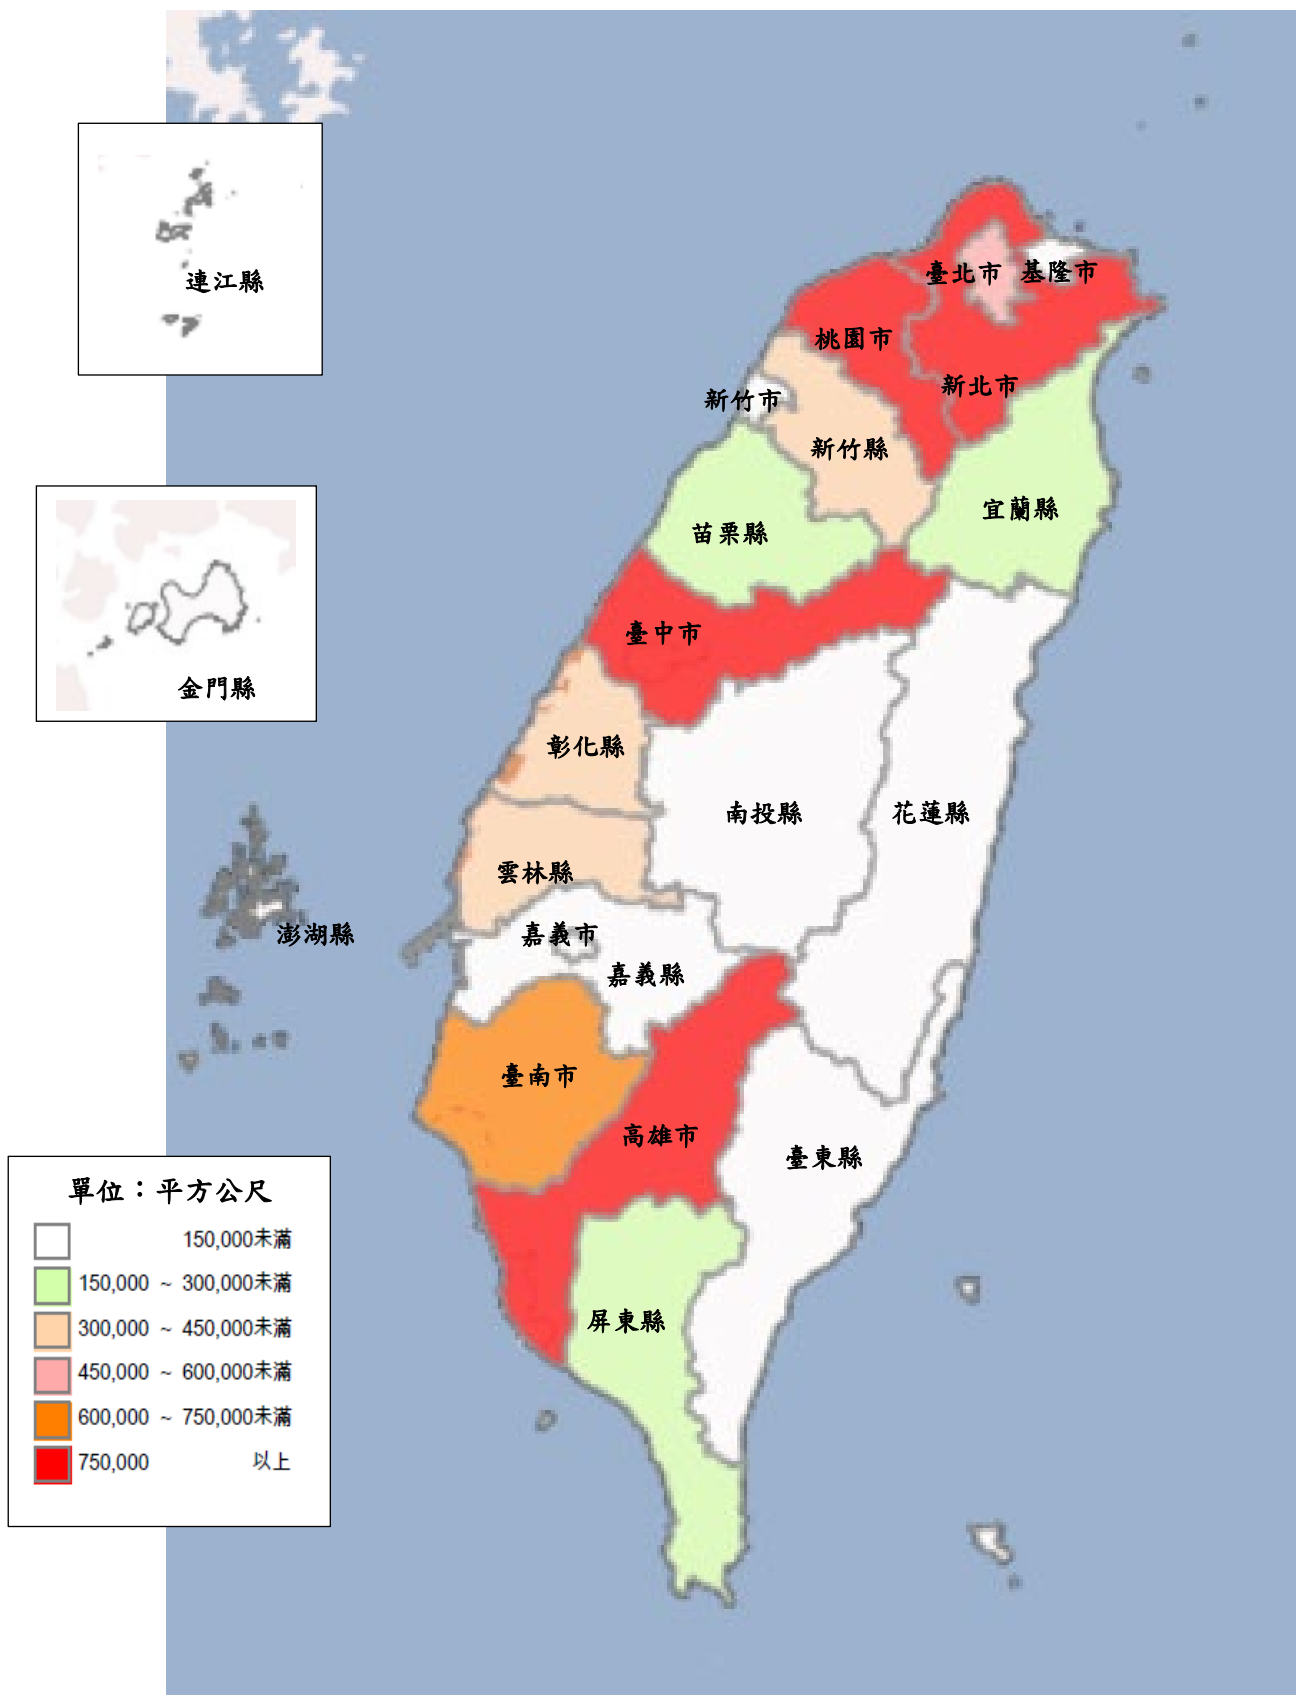 連江縣
臺北市
基隆市
桃園市
新北市
新竹市
新竹縣
宜蘭縣
苗栗縣
臺中市
金門縣
彰化縣
南投縣
花蓮縣
雲林縣
澎湖縣
嘉義市
嘉義縣
臺南市
高雄市
臺東縣
屏東縣
單位：平方公尺
150,000未滿
150,000 ~ 300,000未滿
300,000 ~ 450,000未滿
450,000 ~ 600,000未滿
600,000 ~ 750,000未滿
750,000 以上